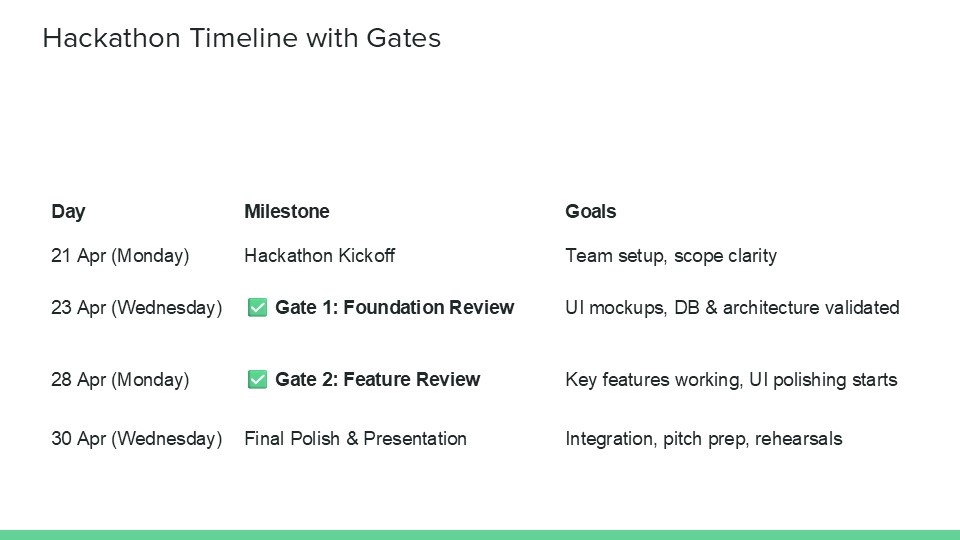 Hackathon Timeline with Gates
Day Milestone Goals
21 Apr (Monday) Hackathon Kickoff Team setup, scope clarity
23 Apr (Wednesday) ✅ Gate 1: Foundation Review UI mockups, DB & architecture validated
28 Apr (Monday) ✅ Gate 2: Feature Review Key features working, UI polishing starts
30 Apr (Wednesday) Final Polish & Presentation Integration, pitch prep, rehearsals